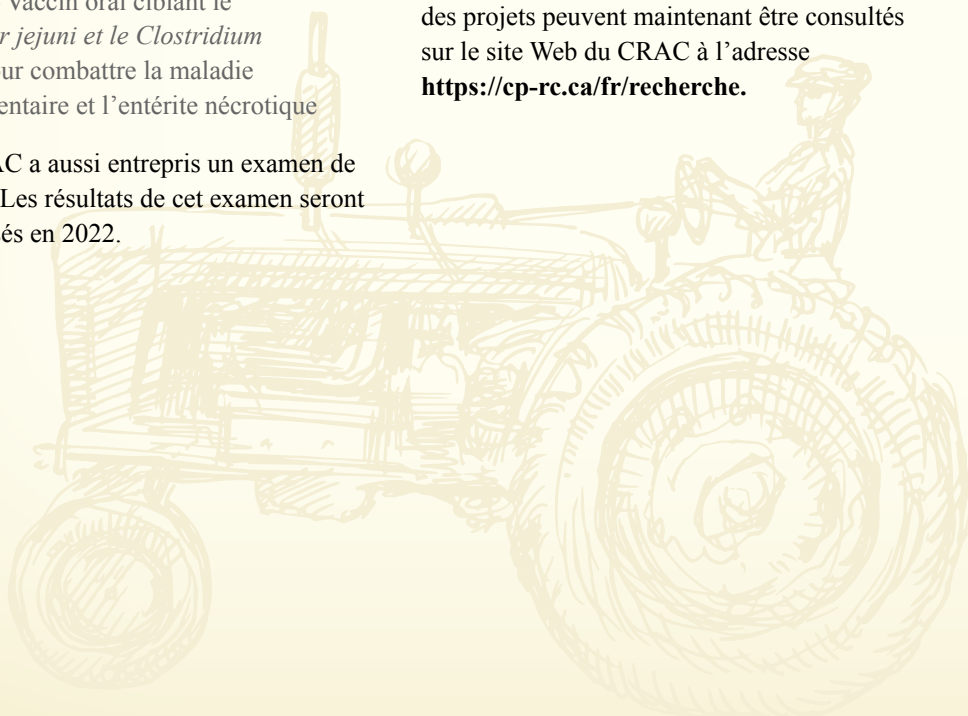 vaccin oral ciblant le
r jejuni et le Clostridium
ur combattre la maladie
entaire et l’entérite nécrotique
AC a aussi entrepris un examen de
Les résultats de cet examen seront
és en 2022.
des projets peuvent maintenant être consultés
sur le site Web du CRAC à l’adresse
https://cp-rc.ca/fr/recherche.